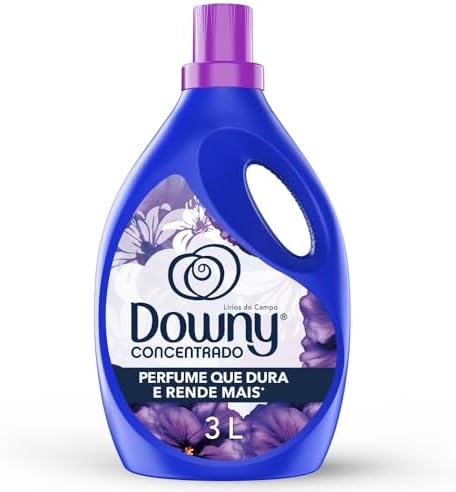 Lírios do Campo
Downy®
CONCENTRADO
PERFUME QUE DURA
E RENDE MAIS*
3 L